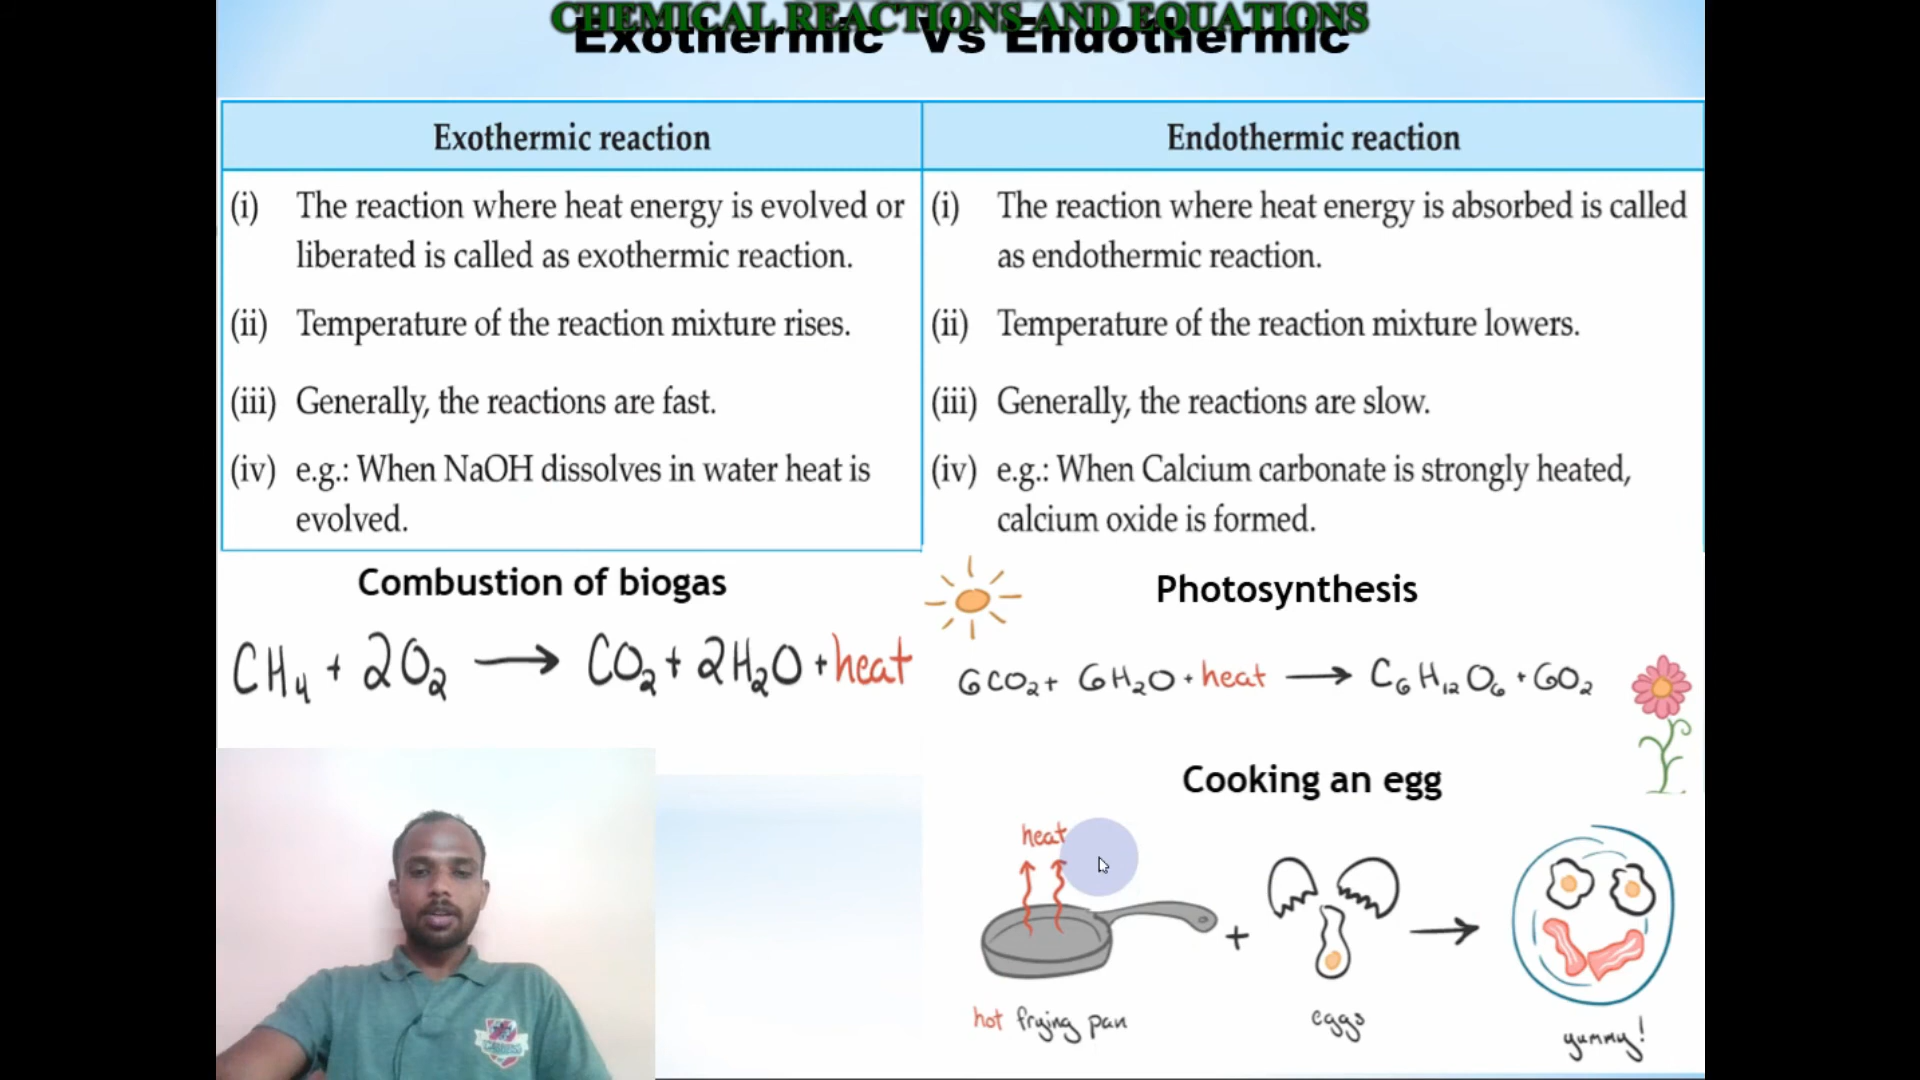 CHEMICAL REACTIONS AND EQUATIONS
Exothermic Vs Endothermic
Exothermic reaction
(i) The reaction where heat energy is evolved or
liberated is called as exothermic reaction.
(ii) Temperature of the reaction mixture rises.
(iii) Generally, the reactions are fast.
(iv) e.g.: When NaOH dissolves in water heat is
evolved.
Endothermic reaction
(i) The reaction where heat energy is absorbed is called
as endothermic reaction.
(ii) Temperature of the reaction mixture lowers.
(iii) Generally, the reactions are slow.
(iv) e.g.: When Calcium carbonate is strongly heated,
calcium oxide is formed.
Combustion of biogas
CH₄ + 2O₂ → CO₂ + 2H₂O + heat
Photosynthesis
6CO₂ + 6H₂O + heat → C₆H₁₂O₆ + 6O₂
Cooking an egg
heat
+
hot frying pan
eggs
yummy!